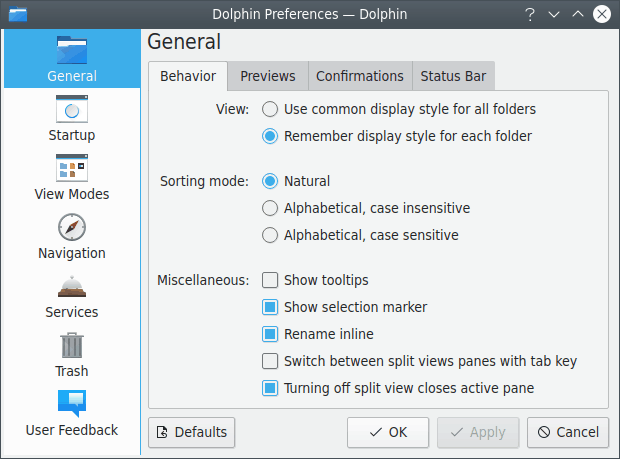 Dolphin Preferences — Dolphin
General
Startup
View Modes
Navigation
Services
Trash
User Feedback
General
Behavior Previews Confirmations Status Bar
View: Use common display style for all folders
Remember display style for each folder
Sorting mode: Natural
Alphabetical, case insensitive
Alphabetical, case sensitive
Miscellaneous: Show tooltips
Show selection marker
Rename inline
Switch between split views panes with tab key
Turning off split view closes active pane
Defaults OK Apply Cancel